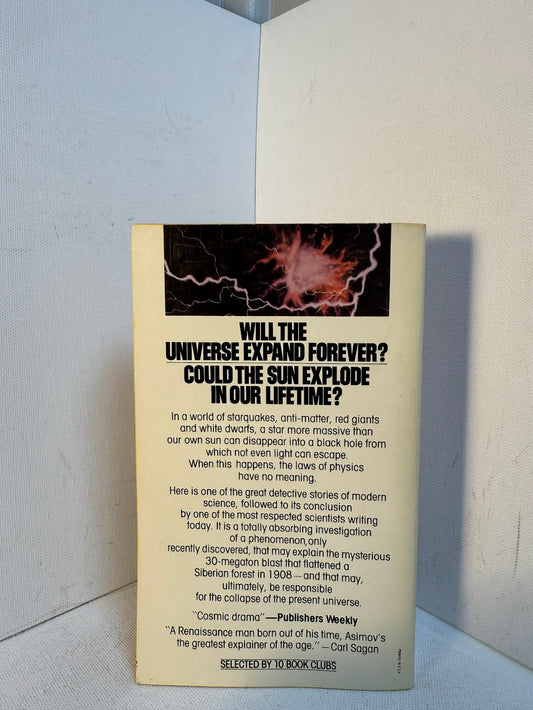 WILL THE
UNIVERSE EXPAND FOREVER?
COULD THE SUN EXPLODE
IN OUR LIFETIME?
In a world of starquakes, anti-matter, red giants
and white dwarfs, a star more massive than
our own sun can disappear into a black hole from
which not even light can escape.
When this happens, the laws of physics
have no meaning.
Here is one of the great detective stories of modern
science, followed to its conclusion
by one of the most respected scientists writing
today. It is a totally absorbing investigation
of a phenomenon, only
recently discovered, that may explain the mysterious
30-megaton blast that flattened a
Siberian forest in 1908—and that may,
ultimately, be responsible
for the collapse of the present universe.
"Cosmic drama"—Publishers Weekly
"A Renaissance man born out of his time, Asimov's
the greatest explainer of the age."—Carl Sagan
SELECTED BY 10 BOOK CLUBS